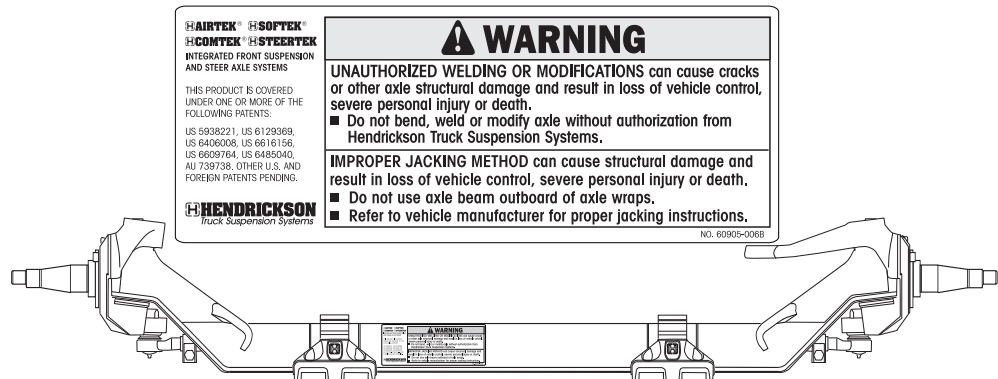 AIRTEK® SOFTEK®
COMTEK® STEERTEK
INTEGRATED FRONT SUSPENSION
AND STEER AXLE SYSTEMS
THIS PRODUCT IS COVERED
UNDER ONE OR MORE OF THE
FOLLOWING PATENTS:
US 5938221, US 6129369,
US 6406008, US 6616156,
US 6609764, US 6485040,
AU 739738. OTHER U.S. AND
FOREIGN PATENTS PENDING.
HENDRICKSON
Truck Suspension Systems
WARNING
UNAUTHORIZED WELDING OR MODIFICATIONS can cause cracks
or other axle structural damage and result in loss of vehicle control,
severe personal injury or death.
■ Do not bend, weld or modify axle without authorization from
Hendrickson Truck Suspension Systems.
IMPROPER JACKING METHOD can cause structural damage and
result in loss of vehicle control, severe personal injury or death.
■ Do not use axle beam outboard of axle wraps.
■ Refer to vehicle manufacturer for proper jacking instructions.
NO. 60905-006B
WARNING